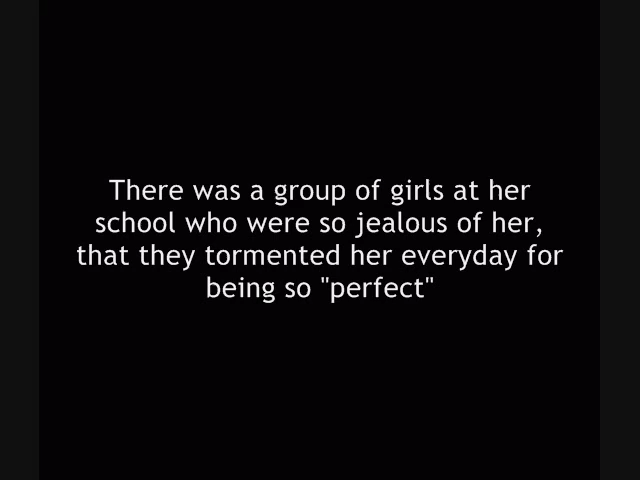 There was a group of girls at her
school who were so jealous of her,
that they tormented her everyday for
being so "perfect"